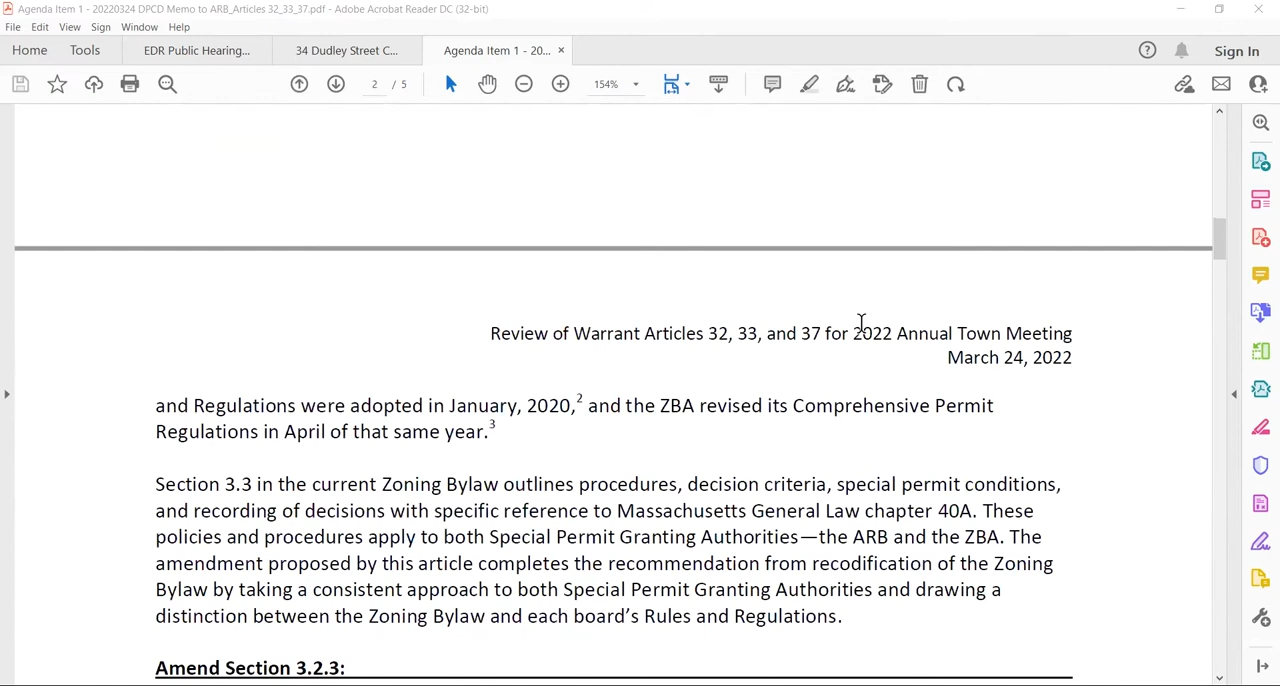 Agenda Item 1 - 20220324 DPCD Memo to ARB_Articles 32_33_37.pdf - Adobe Acrobat Reader DC (32-bit)
File Edit View Sign Window Help
Home Tools EDR Public Hearing... 34 Dudley Street C... Agenda Item 1 - 20... × Sign In
2 / 5 154%
Review of Warrant Articles 32, 33, and 37 for 2022 Annual Town Meeting
March 24, 2022
and Regulations were adopted in January, 2020,2 and the ZBA revised its Comprehensive Permit
Regulations in April of that same year.3
Section 3.3 in the current Zoning Bylaw outlines procedures, decision criteria, special permit conditions,
and recording of decisions with specific reference to Massachusetts General Law chapter 40A. These
policies and procedures apply to both Special Permit Granting Authorities—the ARB and the ZBA. The
amendment proposed by this article completes the recommendation from recodification of the Zoning
Bylaw by taking a consistent approach to both Special Permit Granting Authorities and drawing a
distinction between the Zoning Bylaw and each board's Rules and Regulations.
Amend Section 3.2.3: